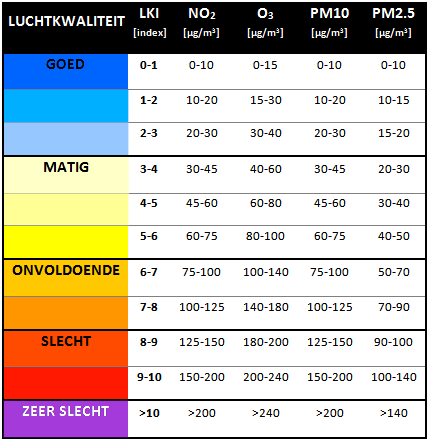 LUCHTKWALITEIT LKI NO₂ O₃ PM10 PM2.5
[index] [µg/m³] [µg/m³] [µg/m³] [µg/m³]
GOED 0-1 0-10 0-15 0-10 0-10
1-2 10-20 15-30 10-20 10-15
2-3 20-30 30-40 20-30 15-20
MATIG 3-4 30-45 40-60 30-45 20-30
4-5 45-60 60-80 45-60 30-40
5-6 60-75 80-100 60-75 40-50
ONVOLDOENDE 6-7 75-100 100-140 75-100 50-70
7-8 100-125 140-180 100-125 70-90
SLECHT 8-9 125-150 180-200 125-150 90-100
9-10 150-200 200-240 150-200 100-140
ZEER SLECHT >10 >200 >240 >200 >140